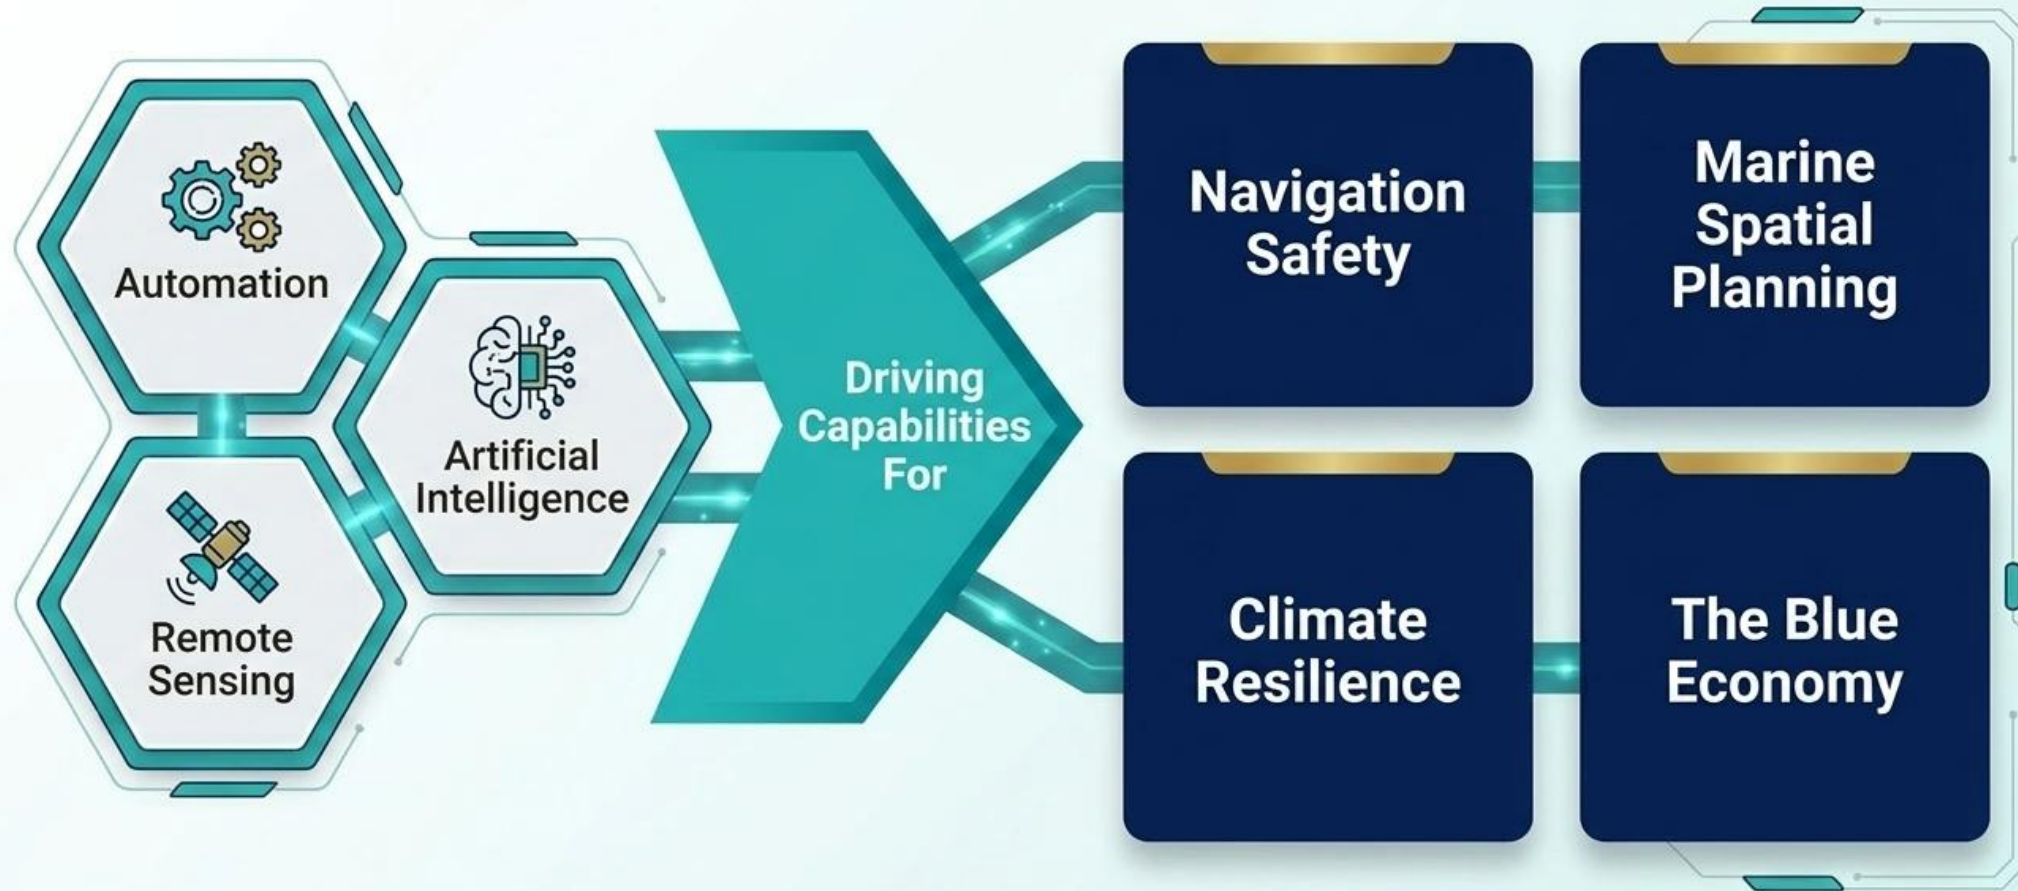 Automation
Artificial
Intelligence
Remote
Sensing
Driving
Capabilities
For
Navigation
Safety
Marine
Spatial
Planning
Climate
Resilience
The Blue
Economy